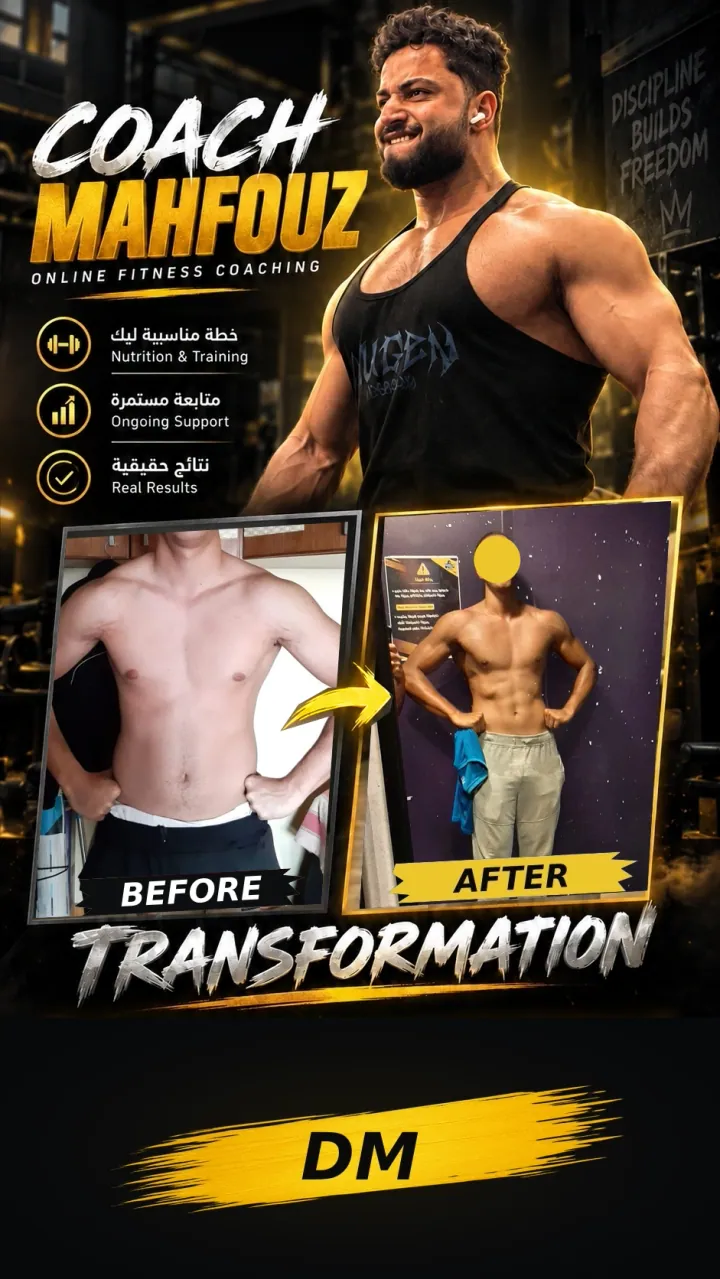 COACH
MAHFOUZ
ONLINE FITNESS COACHING
DISCIPLINE
BUILDS
FREEDOM
خطة مناسبية ليك
Nutrition & Training
متابعة مستمرة
Ongoing Support
نتائج حقيقية
Real Results
BEFORE
AFTER
TRANSFORMATION
DM